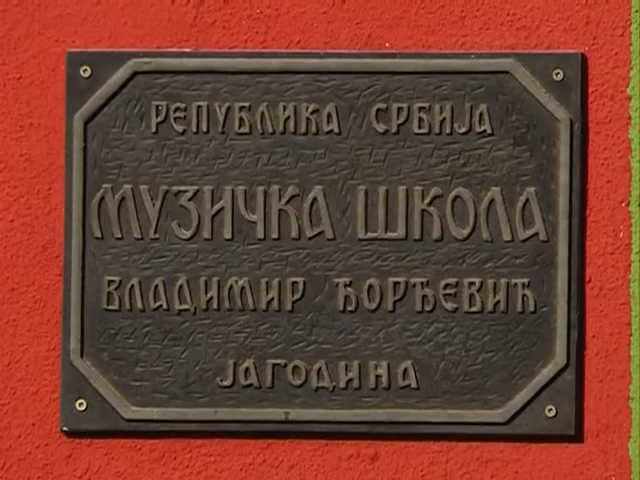 РЕПУБЛИКА СРБИЈА
МУЗИЧКА ШКОЛА
ВЛАДИМИР ЂОРЂЕВИЋ
ЈАГОДИНА